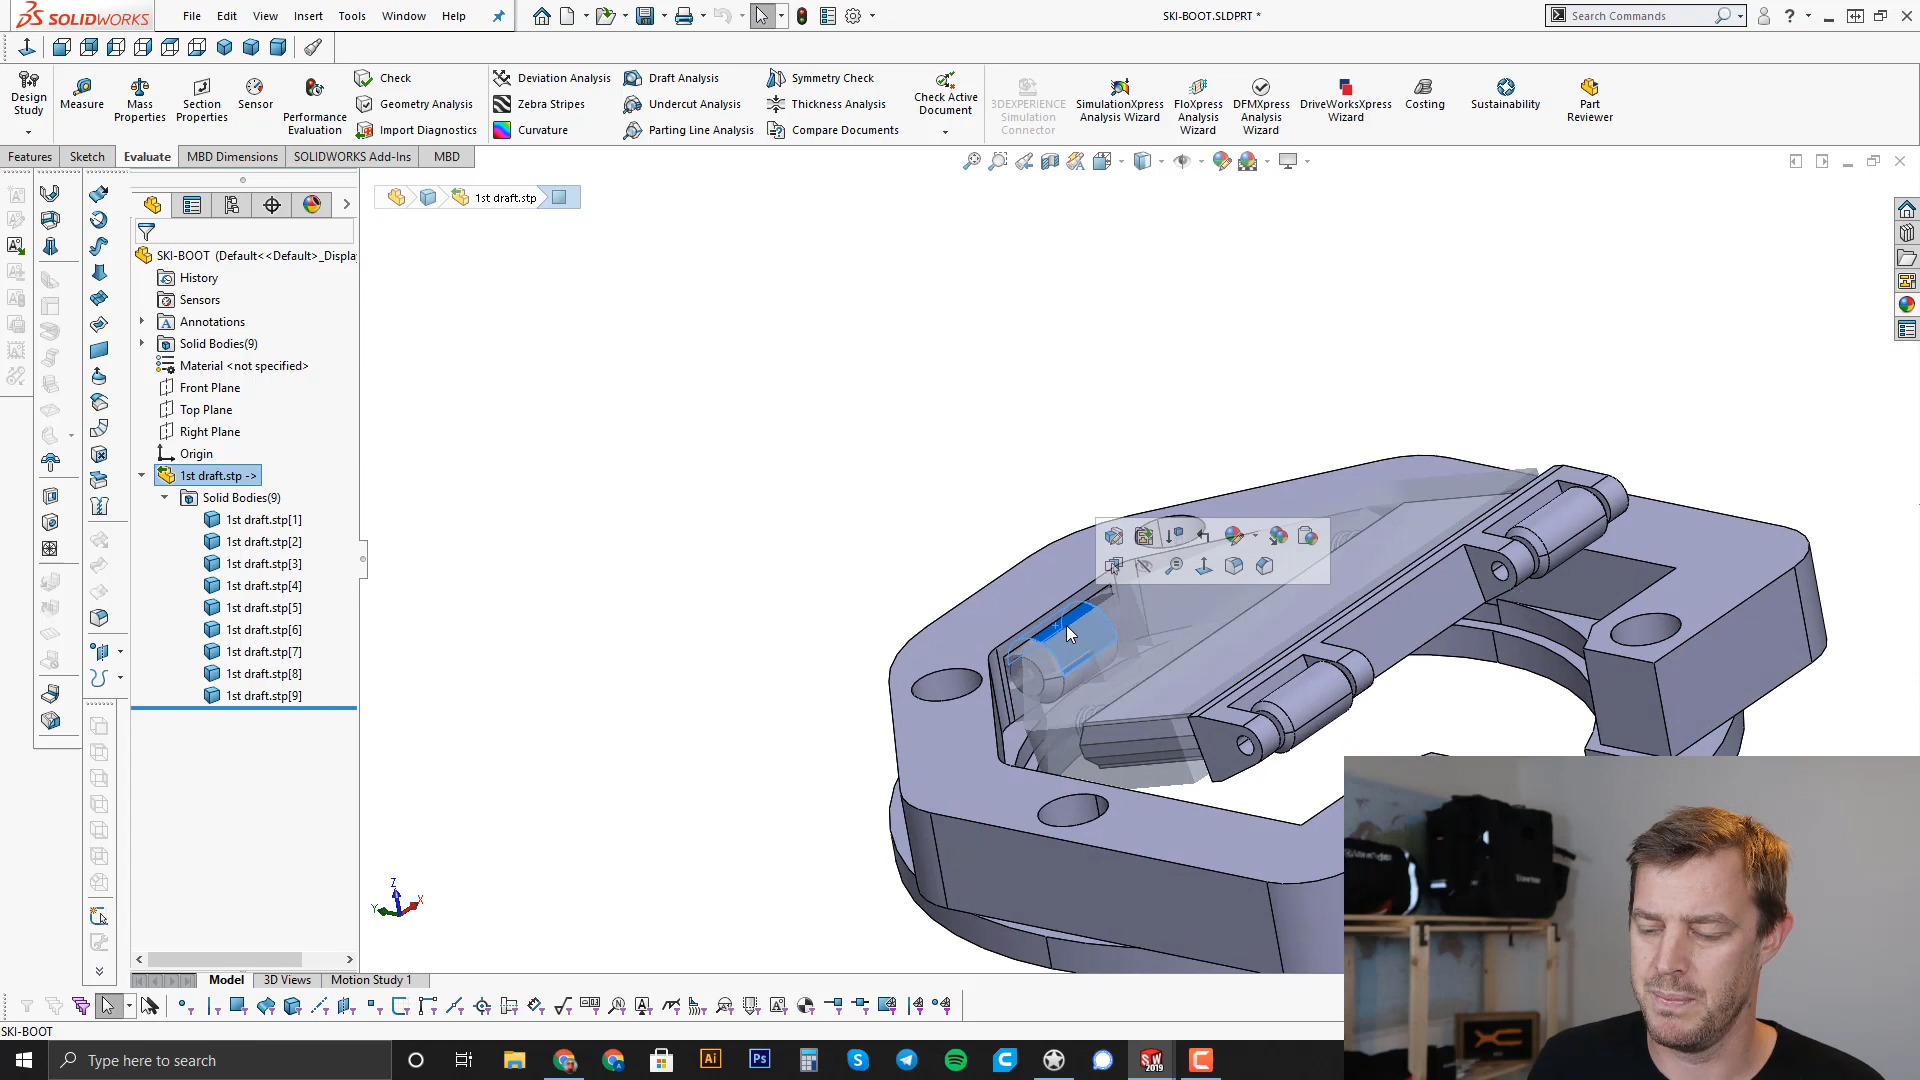 SOLIDWORKS
File
Edit
View
Insert
Tools
Window
Help
SKI-BOOT.SLDPRT *
Search Commands
Design Study
Measure
Mass Properties
Section Properties
Sensor
Performance Evaluation
Check
Geometry Analysis
Import Diagnostics
Deviation Analysis
Zebra Stripes
Curvature
Draft Analysis
Undercut Analysis
Parting Line Analysis
Symmetry Check
Thickness Analysis
Compare Documents
Check Active Document
3DEXPERIENCE Simulation Connector
SimulationXpress Analysis Wizard
FloXpress Analysis Wizard
DFMXpress Analysis Wizard
DriveWorksXpress Wizard
Costing
Sustainability
Part Reviewer
Features
Sketch
Evaluate
MBD Dimensions
SOLIDWORKS Add-Ins
MBD
1st draft.stp
SKI-BOOT (Default<<Default>_Displa
History
Sensors
Annotations
Solid Bodies(9)
Material <not specified>
Front Plane
Top Plane
Right Plane
Origin
1st draft.stp ->
Solid Bodies(9)
1st draft.stp[1]
1st draft.stp[2]
1st draft.stp[3]
1st draft.stp[4]
1st draft.stp[5]
1st draft.stp[6]
1st draft.stp[7]
1st draft.stp[8]
1st draft.stp[9]
Z
Y
X
Model
3D Views
Motion Study 1
SKI-BOOT
Type here to search
Ai
Ps
SW
2019